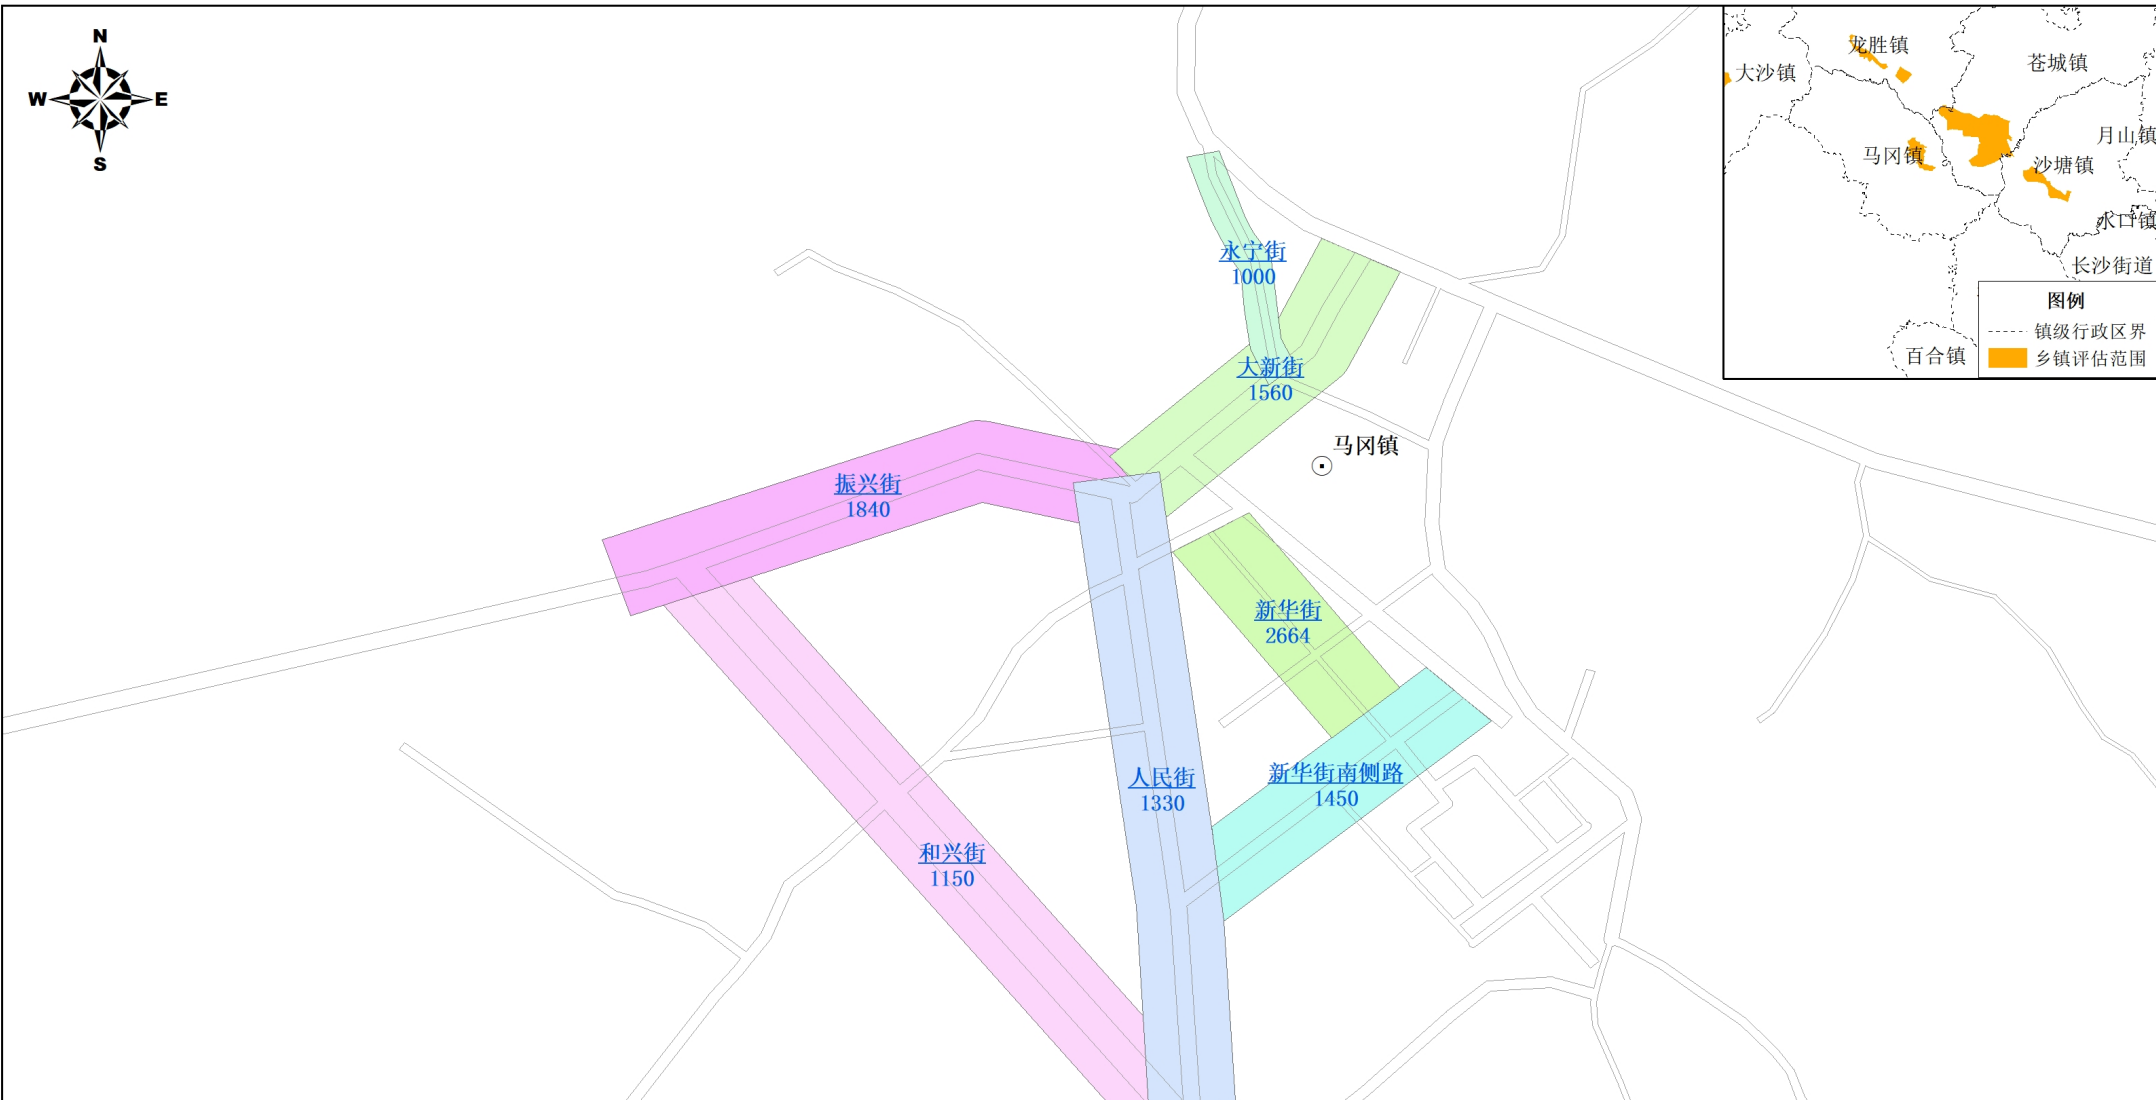 N
W
E
S
龙胜镇
苍城镇
大沙镇
月山镇
马冈镇
沙塘镇
水口镇
长沙街道
百合镇
图例
镇级行政区界
乡镇评估范围
永宁街
1000
大新街
1560
马冈镇
振兴街
1840
新华街
2664
人民街
1330
新华街南侧路
1450
和兴街
1150